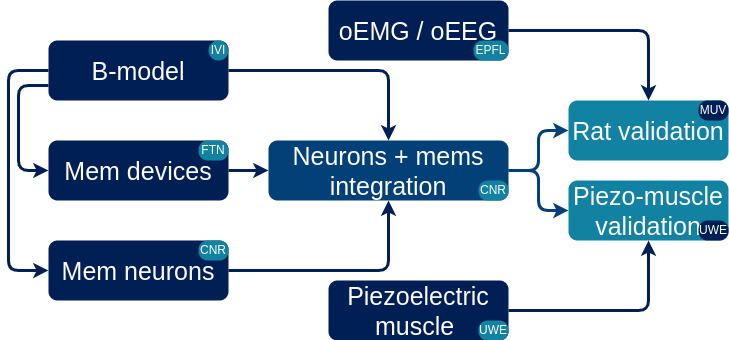 oEMG / oEEG
EPFL
B-model
IVI
Mem devices
FTN
Mem neurons
CNR
Neurons + mems
integration
CNR
Rat validation
MUV
Piezo-muscle
validation
UWE
Piezoelectric
muscle
UWE